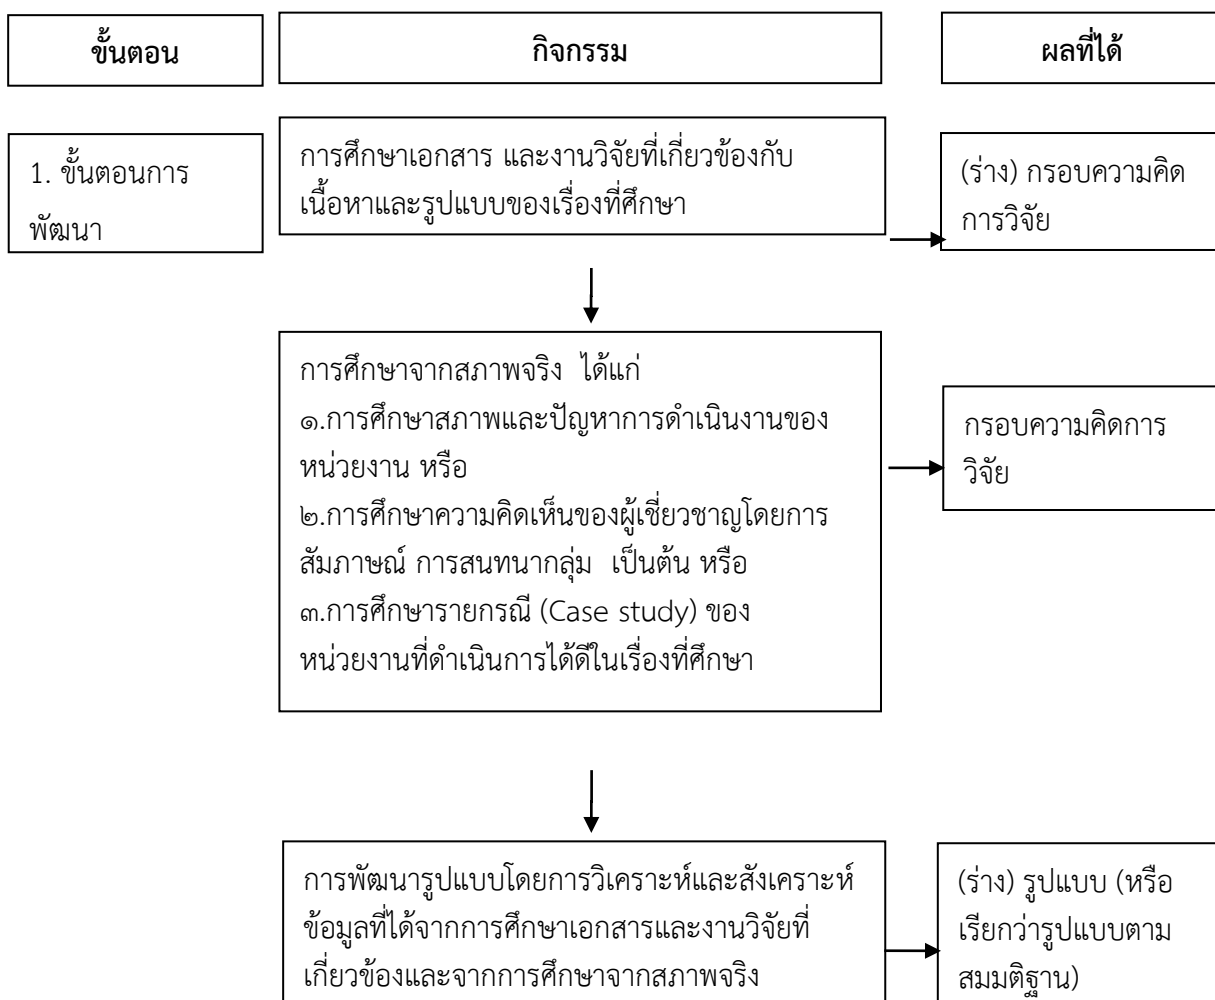 ขั้นตอน
กิจกรรม
ผลที่ได้
1. ขั้นตอนการ
พัฒนา
การศึกษาเอกสาร และงานวิจัยที่เกี่ยวข้องกับ
เนื้อหาและรูปแบบของเรื่องที่ศึกษา
(ร่าง) กรอบความคิด
การวิจัย
การศึกษาจากสภาพจริง ได้แก่
๑.การศึกษาสภาพและปัญหาการดำเนินงานของ
หน่วยงาน หรือ
๒.การศึกษาความคิดเห็นของผู้เชี่ยวชาญโดยการ
สัมภาษณ์ การสนทนากลุ่ม เป็นต้น หรือ
๓.การศึกษารายกรณี (Case study) ของ
หน่วยงานที่ดำเนินการได้ดีในเรื่องที่ศึกษา
กรอบความคิดการ
วิจัย
การพัฒนารูปแบบโดยการวิเคราะห์และสังเคราะห์
ข้อมูลที่ได้จากการศึกษาเอกสารและงานวิจัยที่
เกี่ยวข้องและจากการศึกษาจากสภาพจริง
(ร่าง) รูปแบบ (หรือ
เรียกว่ารูปแบบตาม
สมมติฐาน)